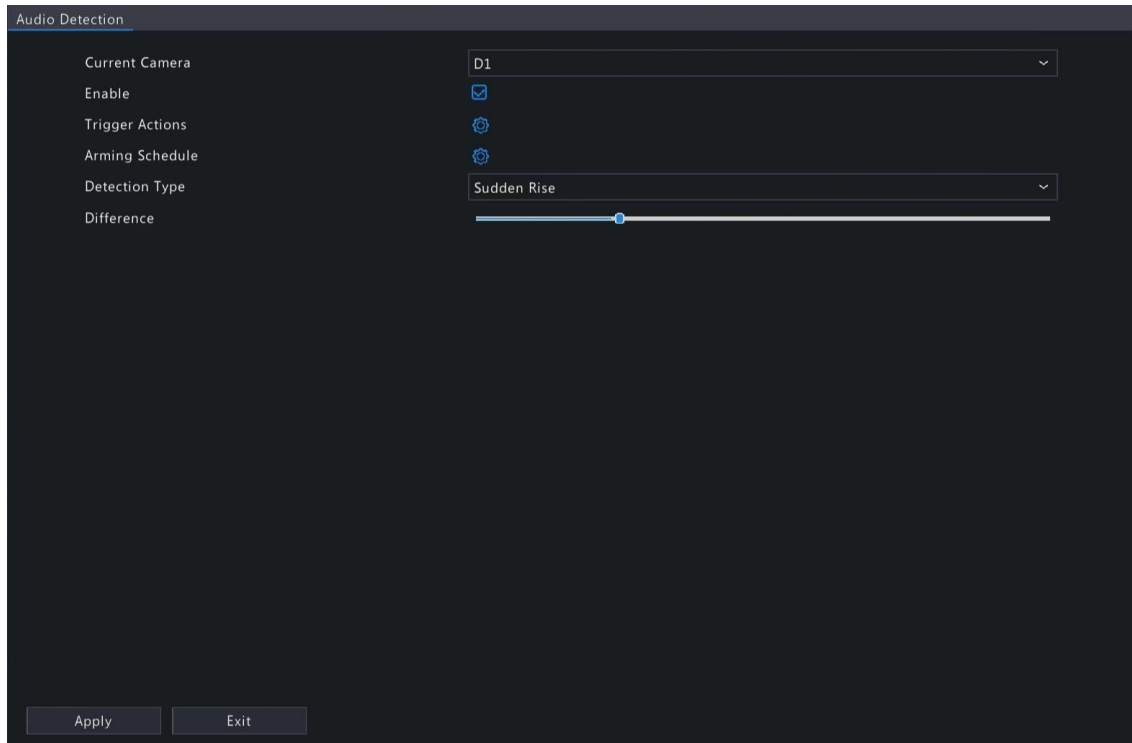 Audio Detection
Current Camera D1
Enable
Trigger Actions
Arming Schedule
Detection Type Sudden Rise
Difference
Apply Exit